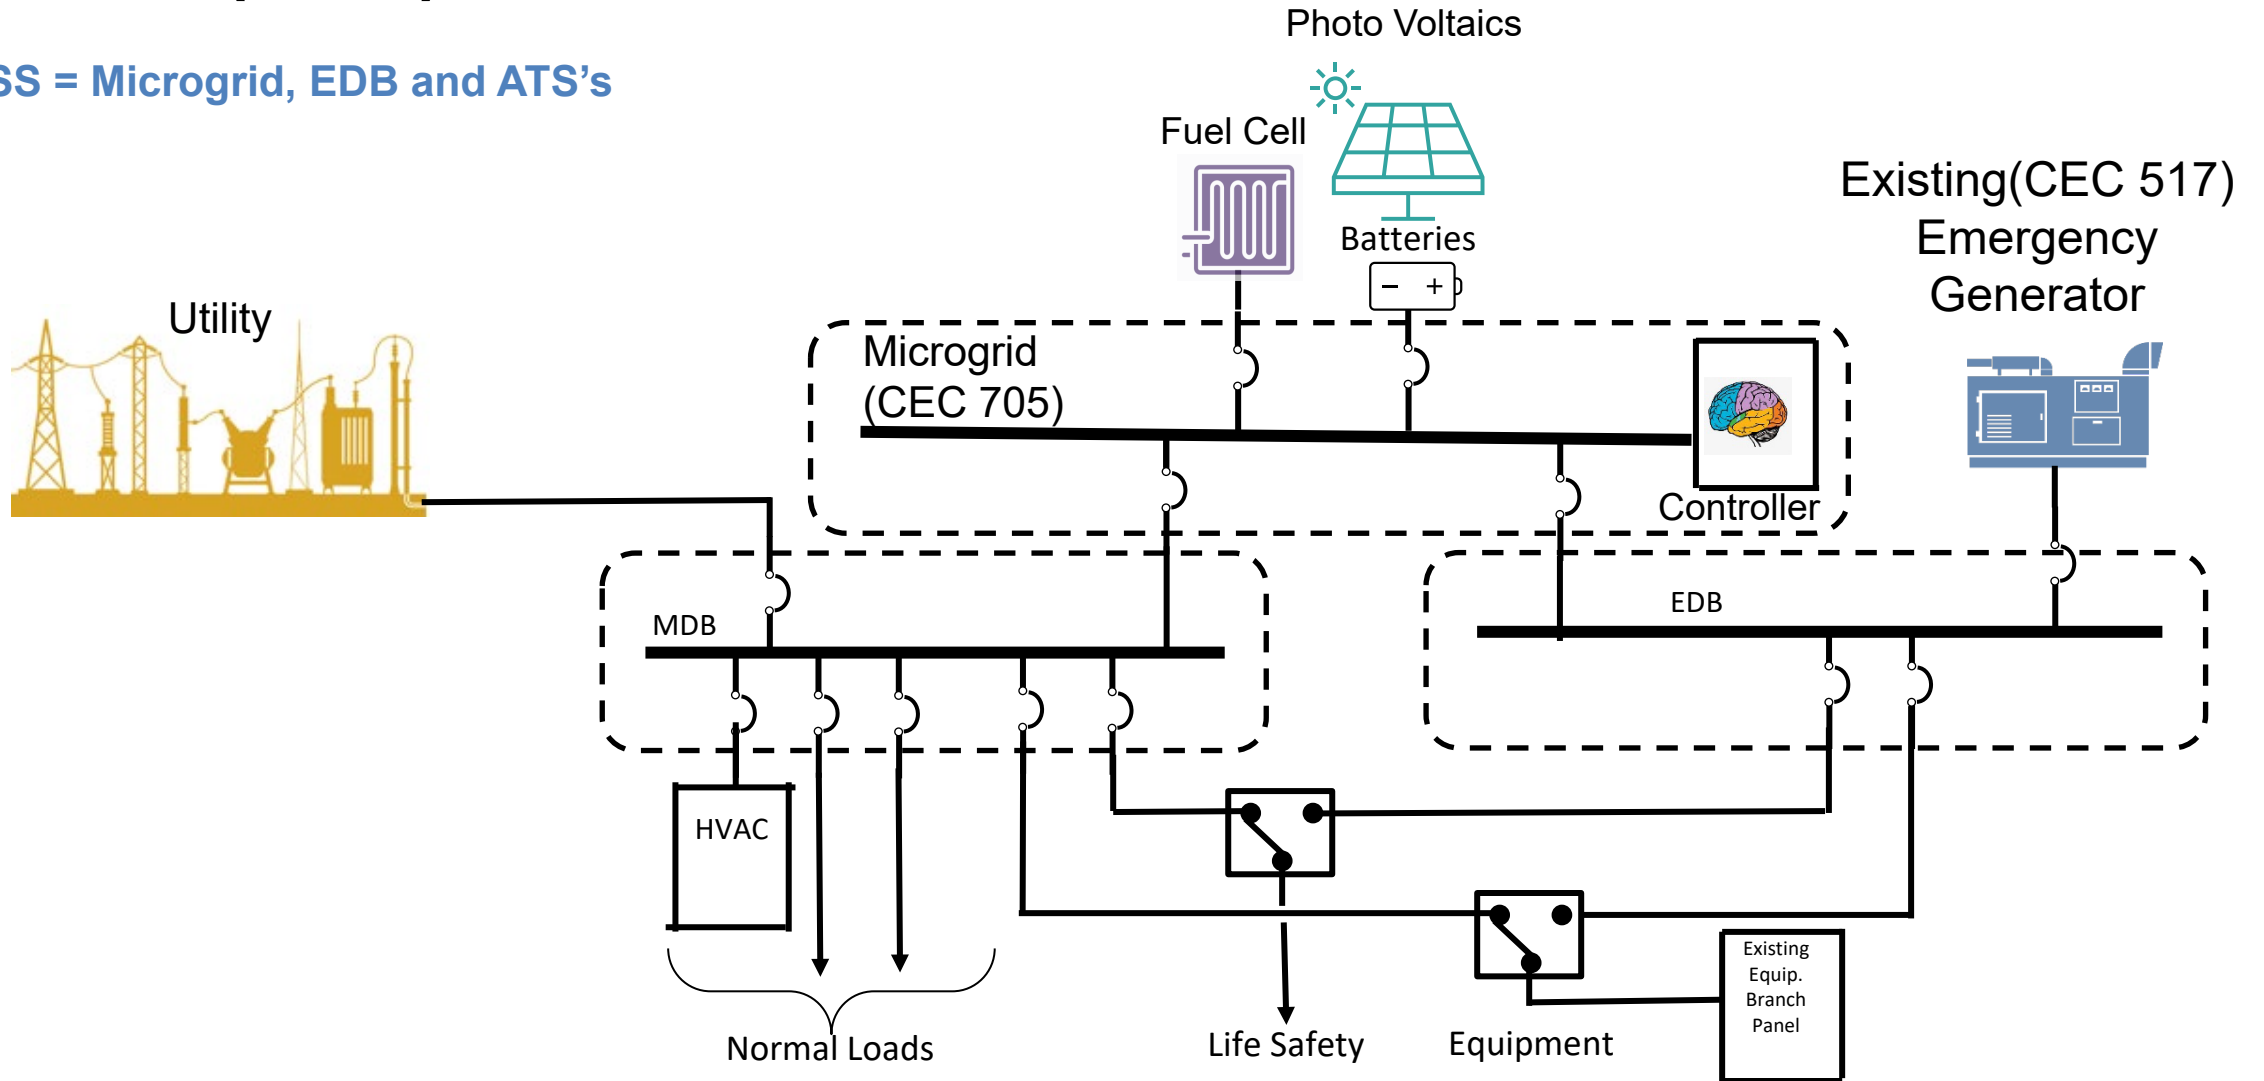 SS = Microgrid, EDB and ATS’s
Photo Voltaics
Fuel Cell
Batteries
− +
Existing(CEC 517)
Emergency
Generator
Utility
Microgrid
(CEC 705)
Controller
MDB
EDB
HVAC
Existing
Equip.
Branch
Panel
Normal Loads
Life Safety
Equipment